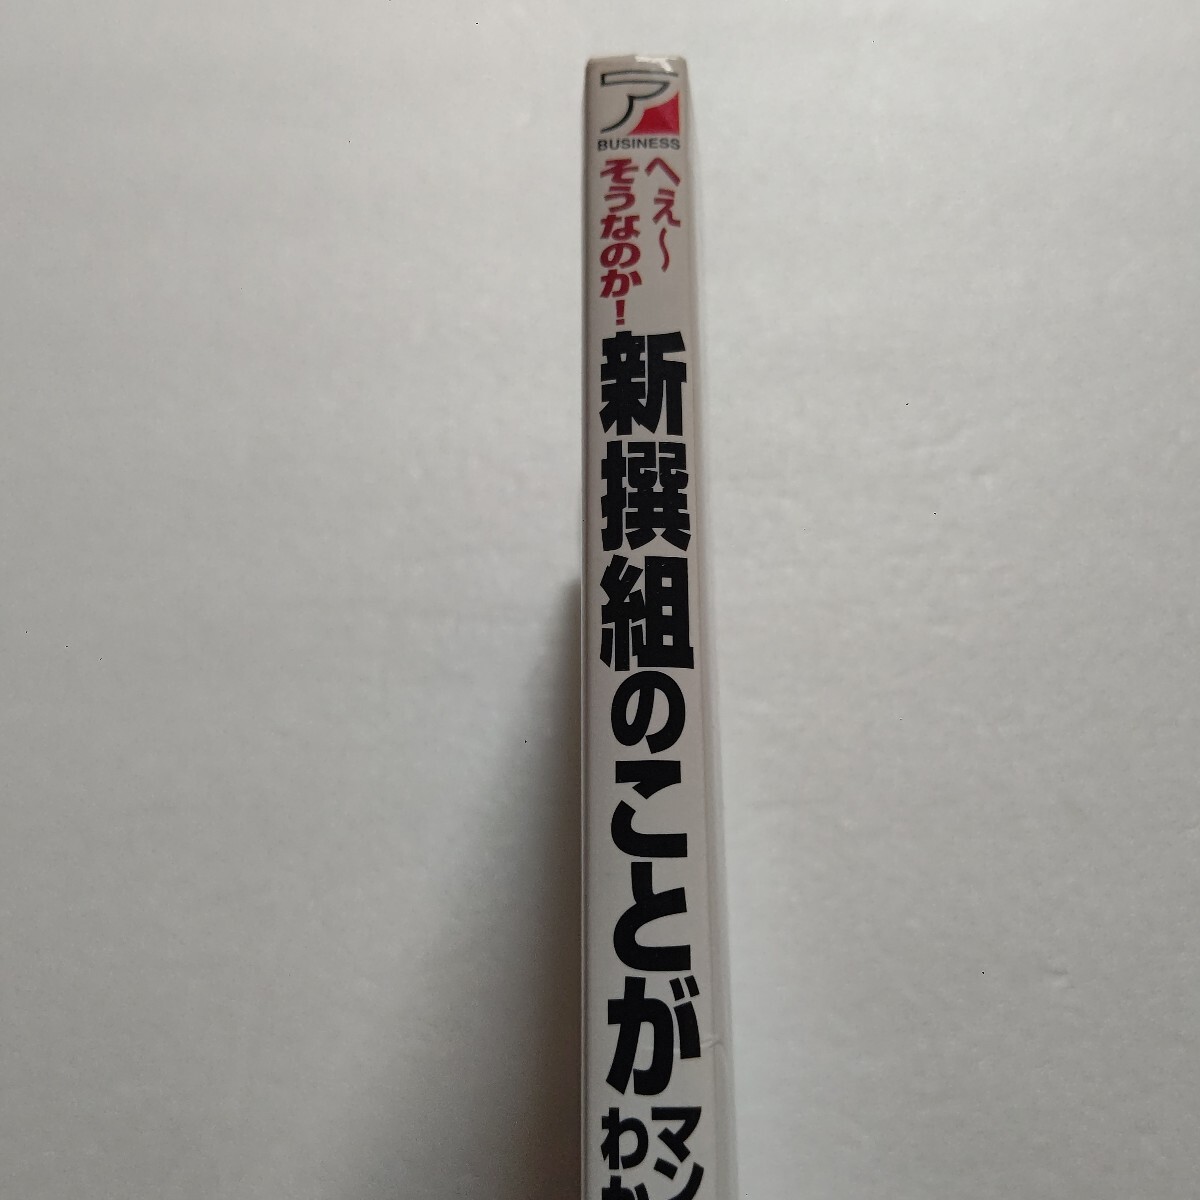 ア
BUSINESS
へぇ～
そうなのか！
新撰組のことが
マン
わか